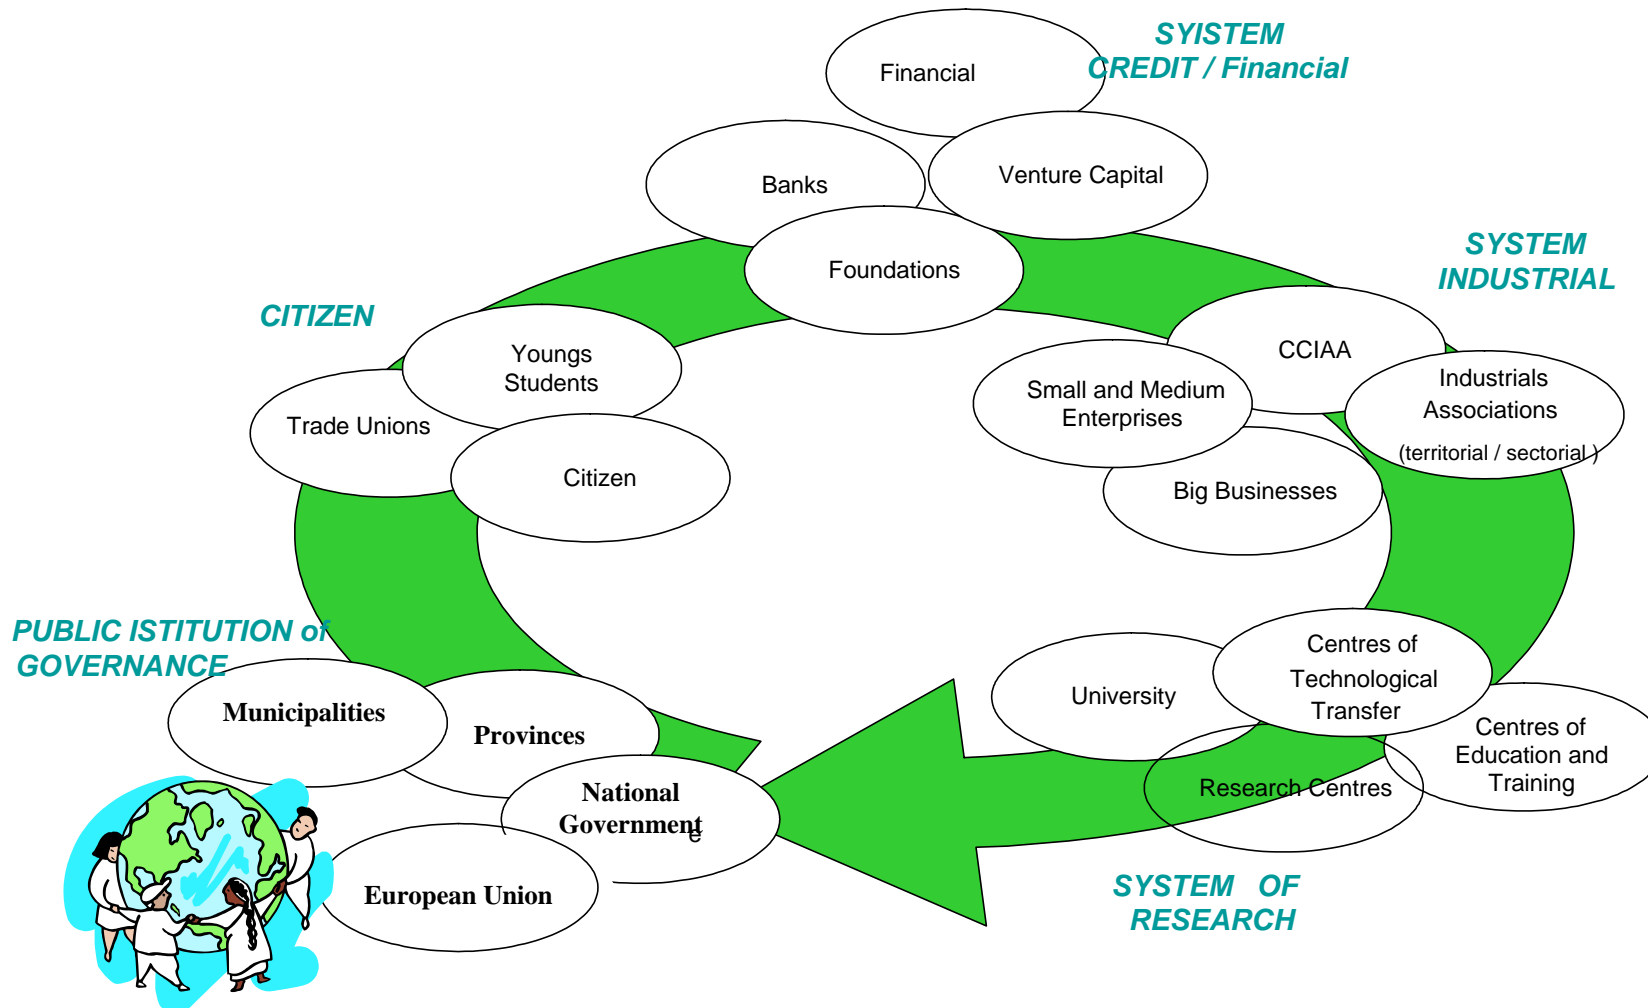 SYISTEM
CREDIT / Financial
Financial
Banks
Venture Capital
Foundations
SYSTEM
INDUSTRIAL
CCIAA
Small and Medium
Enterprises
Industrials
Associations
(territorial / sectorial )
Big Businesses
CITIZEN
Youngs
Students
Trade Unions
Citizen
PUBLIC ISTITUTION of
GOVERNANCE
Municipalities
Provinces
National
Government
e
European Union
University
Centres of
Technological
Transfer
Centres of
Education and
Training
Research Centres
SYSTEM OF
RESEARCH